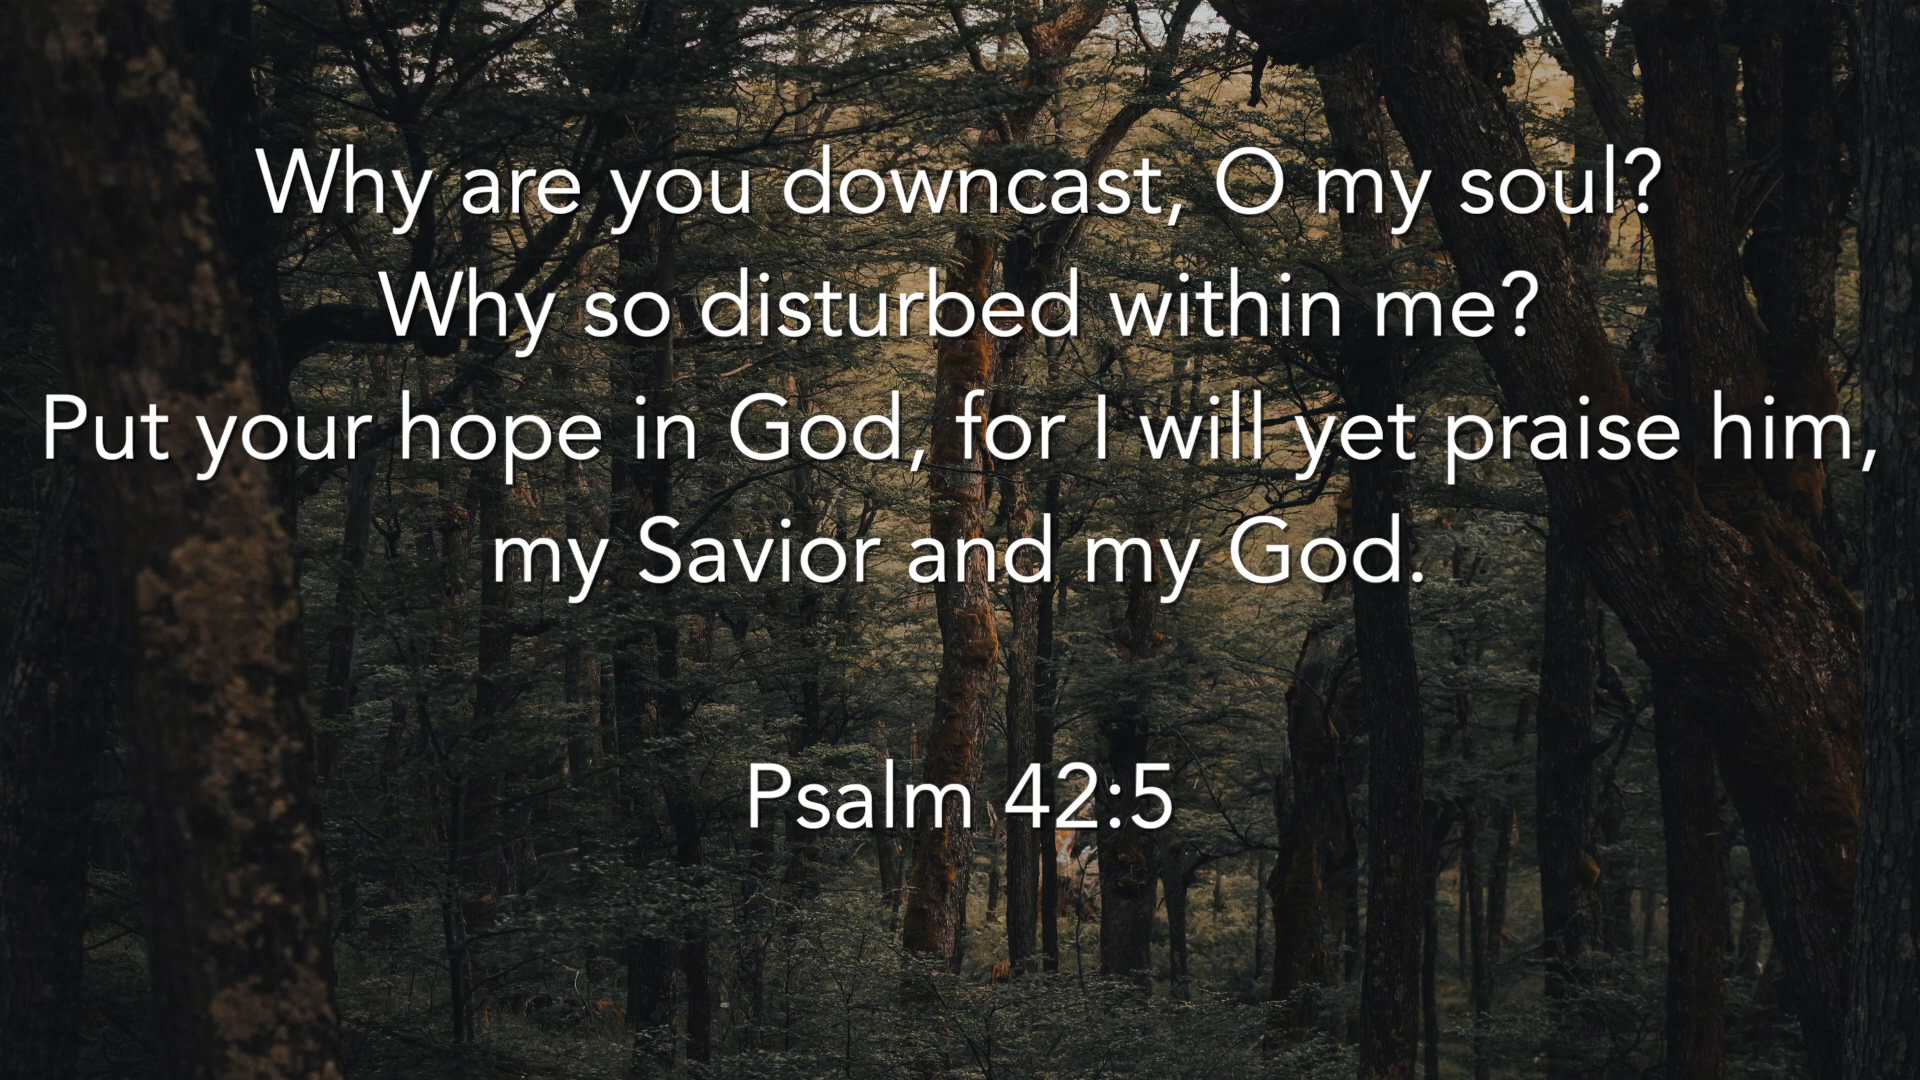 Why are you downcast, O my soul?
Why so disturbed within me?
Put your hope in God, for I will yet praise him,
my Savior and my God.
Psalm 42:5